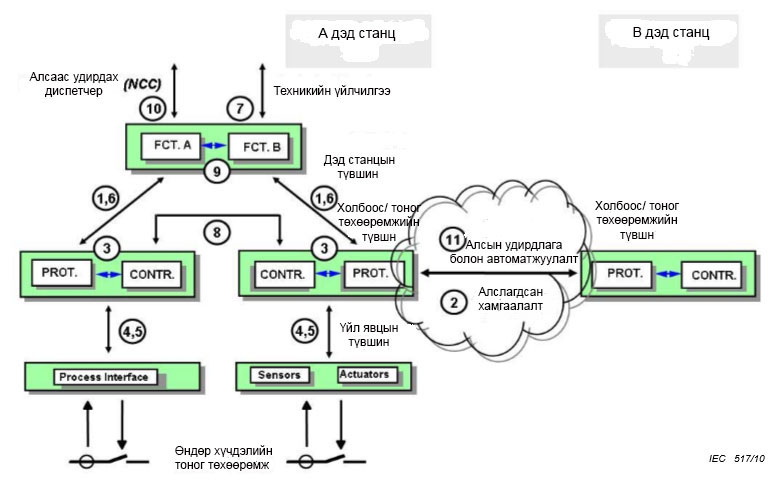 А дэд станц
В дэд станц
Алсаас удирдах
диспетчер
(NCC)
Техникийн үйлчилгээ
10
7
FCT. A
FCT. B
9
Дэд станцын
түвшин
1,6
1,6
Холбоос/ тоног
төхөөрөмжийн
түвшн
Холбоос/ тоног
төхөөрөмжийн
түвшн
8
3
3
11
Алсын удирдлага
болон автоматжуулалт
PROT.
CONTR.
CONTR.
PROT.
PROT.
CONTR.
2
Алслагдсан
хамгаалалт
4,5
4,5
Үйл явцын
түвшин
Process Interface
Sensors
Actuators
Өндөр хүчдэлийн
тоног төхөөрөмж
IEC 517/10